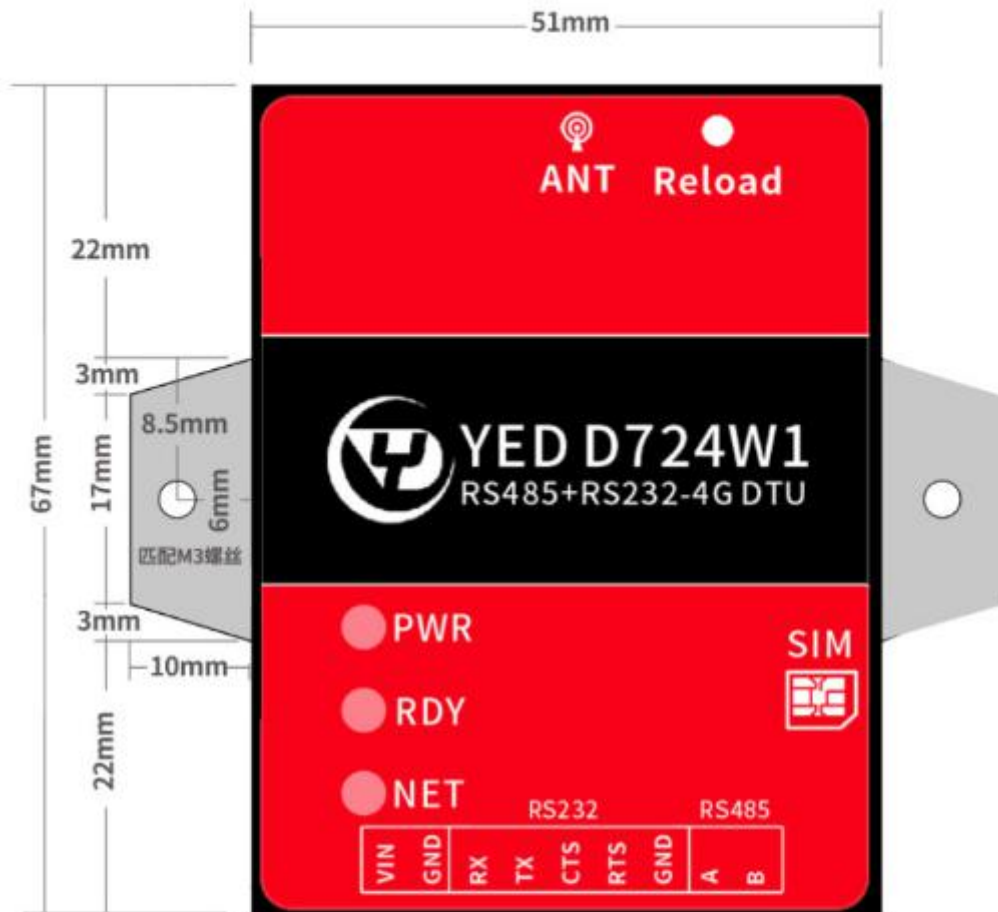 51mm
ANT
Reload
22mm
3mm
8.5mm
67mm
17mm
6mm
匹配M3螺丝
YED D724W1
RS485+RS232-4G DTU
3mm
10mm
22mm
PWR
RDY
NET
SIM
RS232
RS485
VIN
GND
RX
TX
CTS
RTS
GND
A
B